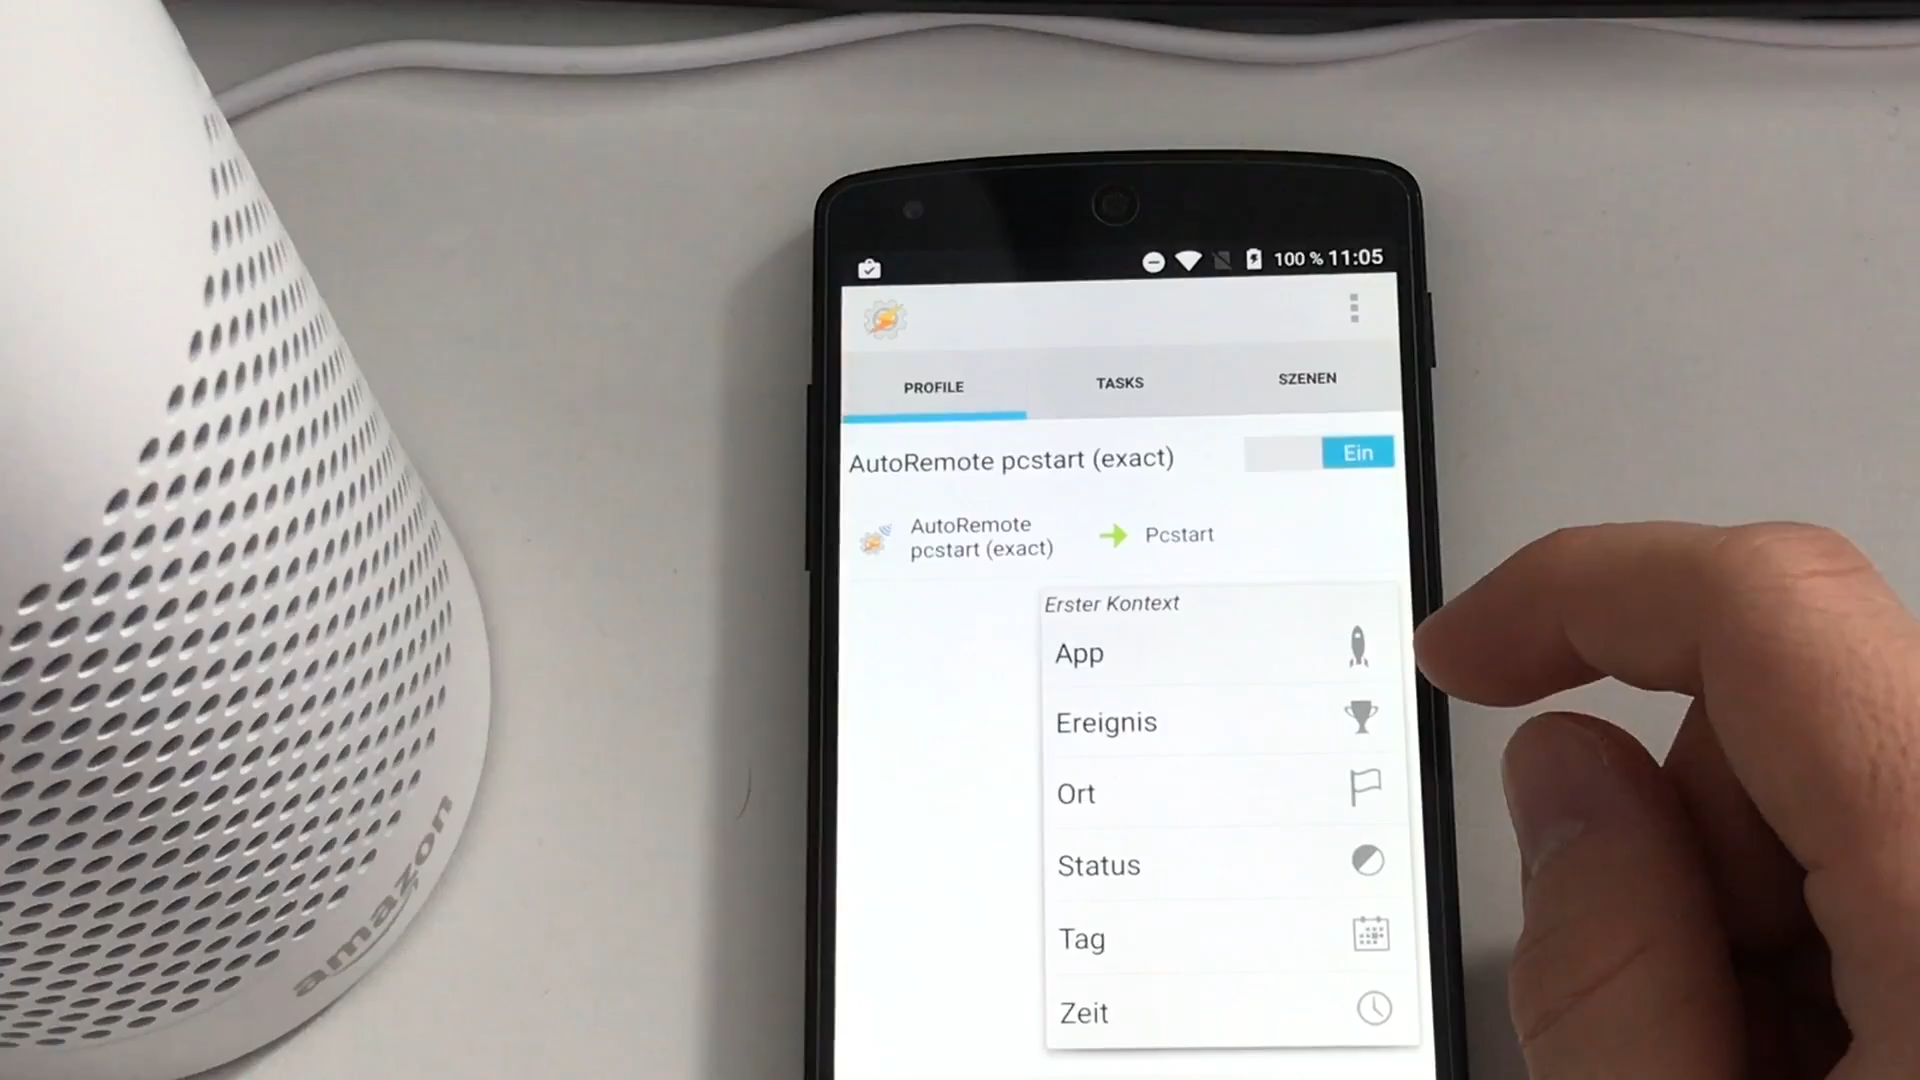 100 % 11:05
PROFILE
TASKS
SZENEN
AutoRemote pcstart (exact)
Ein
AutoRemote
pcstart (exact)
Pcstart
Erster Kontext
App
Ereignis
Ort
Status
Tag
Zeit
amazon